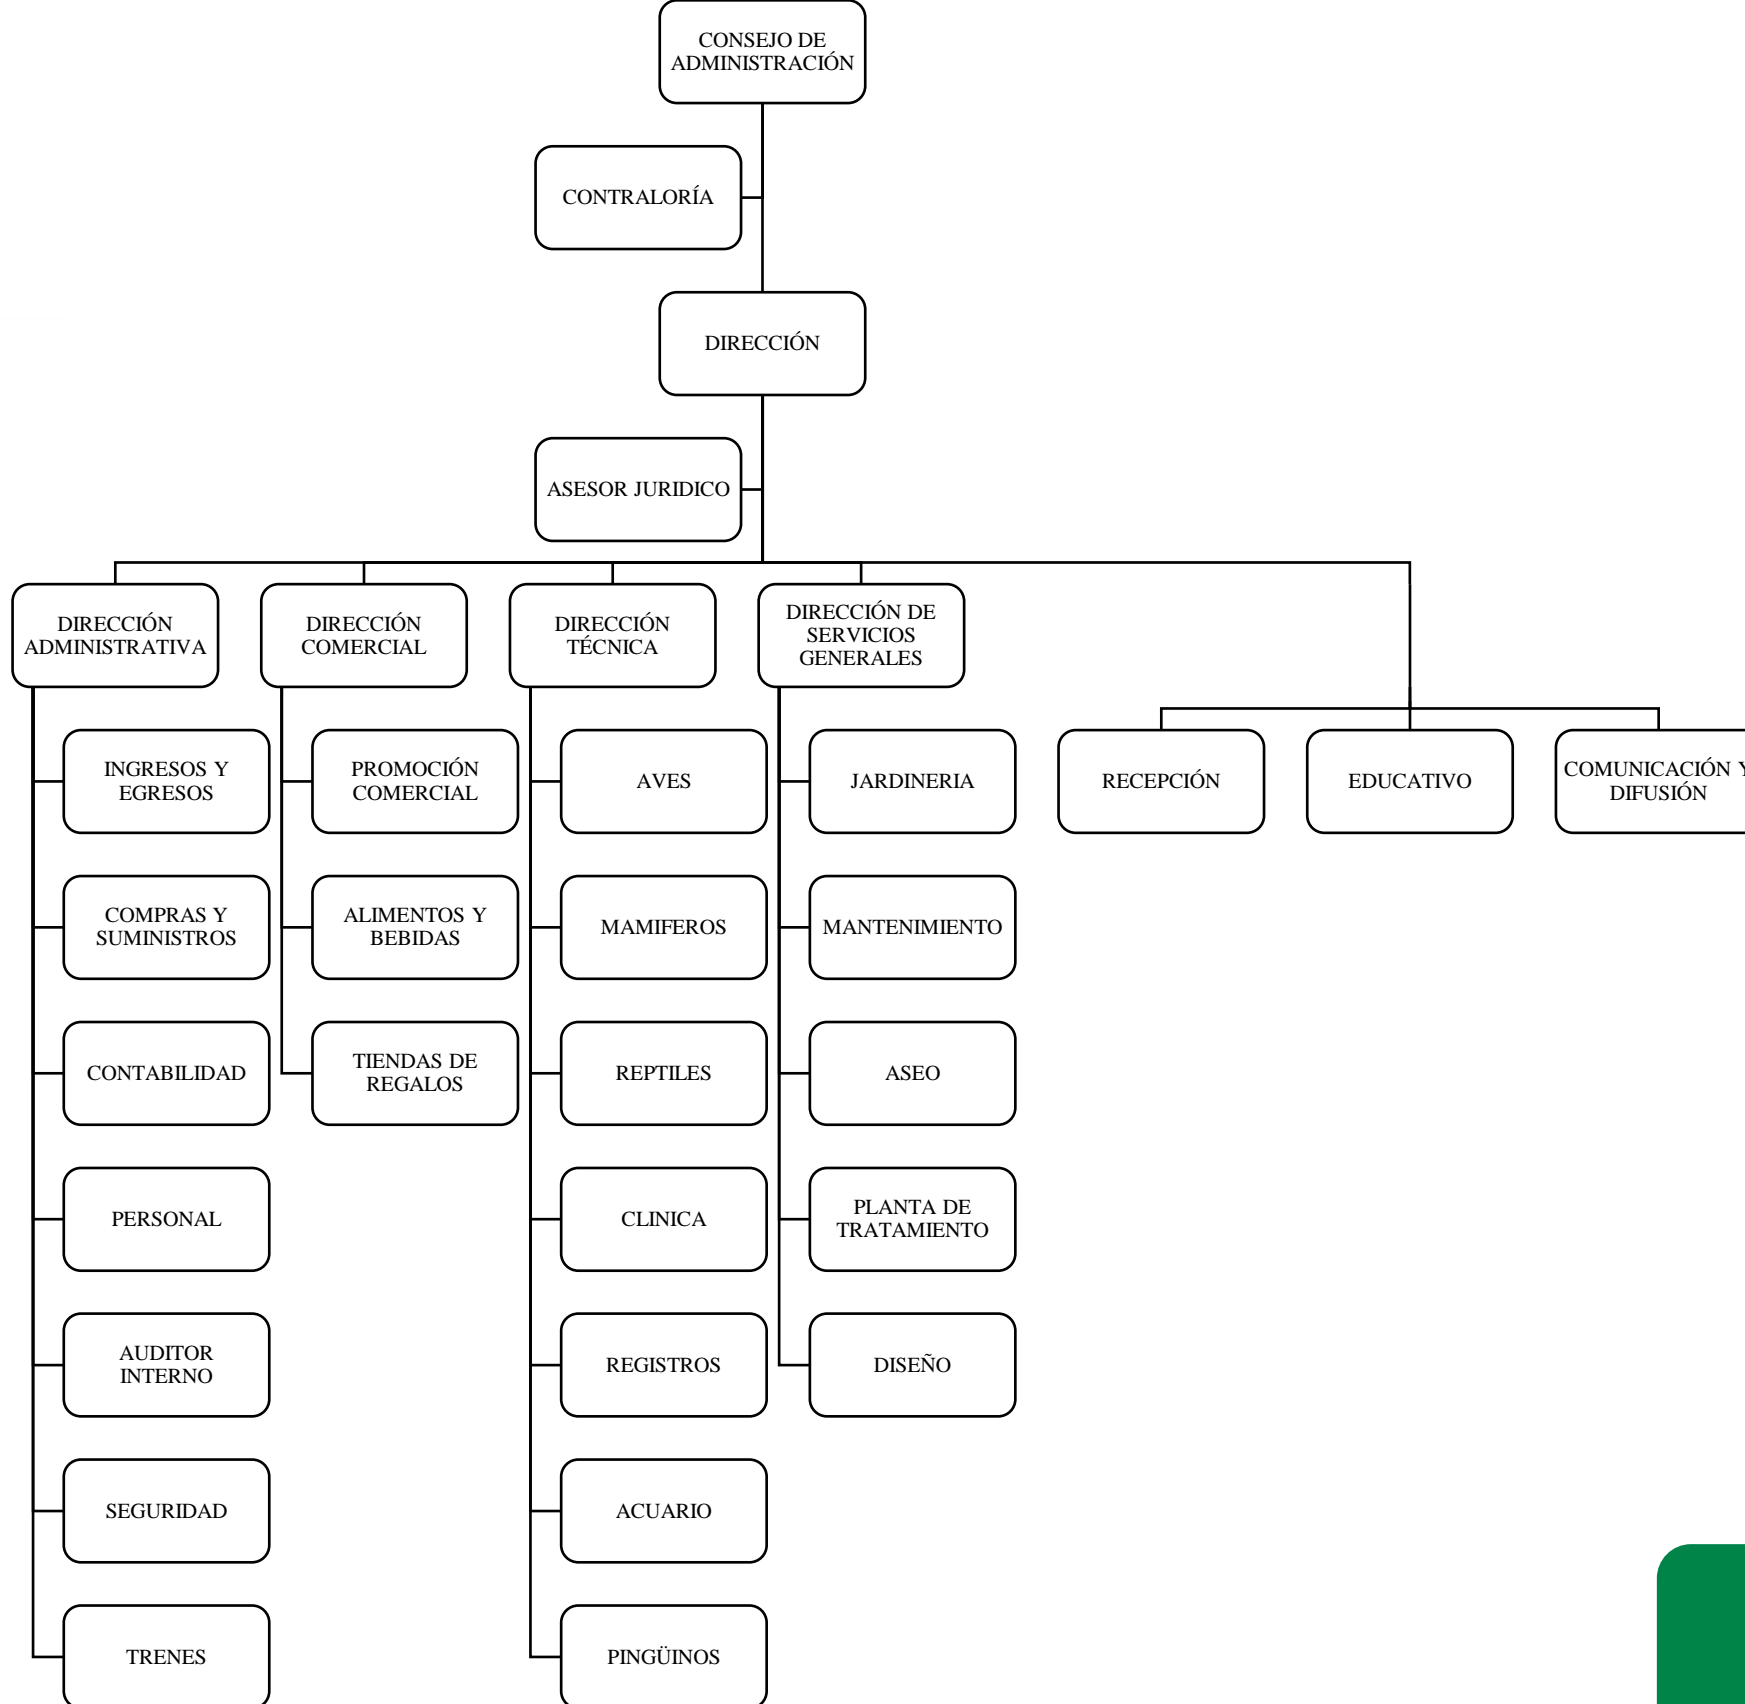 CONSEJO DE
ADMINISTRACIÓN
CONTRALORÍA
DIRECCIÓN
ASESOR JURIDICO
DIRECCIÓN
ADMINISTRATIVA
DIRECCIÓN
COMERCIAL
DIRECCIÓN
TÉCNICA
DIRECCIÓN DE
SERVICIOS
GENERALES
INGRESOS Y
EGRESOS
PROMOCIÓN
COMERCIAL
AVES
JARDINERIA
RECEPCIÓN
EDUCATIVO
COMUNICACIÓN Y
DIFUSIÓN
COMPRAS Y
SUMINISTROS
ALIMENTOS Y
BEBIDAS
MAMIFEROS
MANTENIMIENTO
CONTABILIDAD
TIENDAS DE
REGALOS
REPTILES
ASEO
PERSONAL
CLINICA
PLANTA DE
TRATAMIENTO
AUDITOR
INTERNO
REGISTROS
DISEÑO
SEGURIDAD
ACUARIO
TRENES
PINGÜINOS